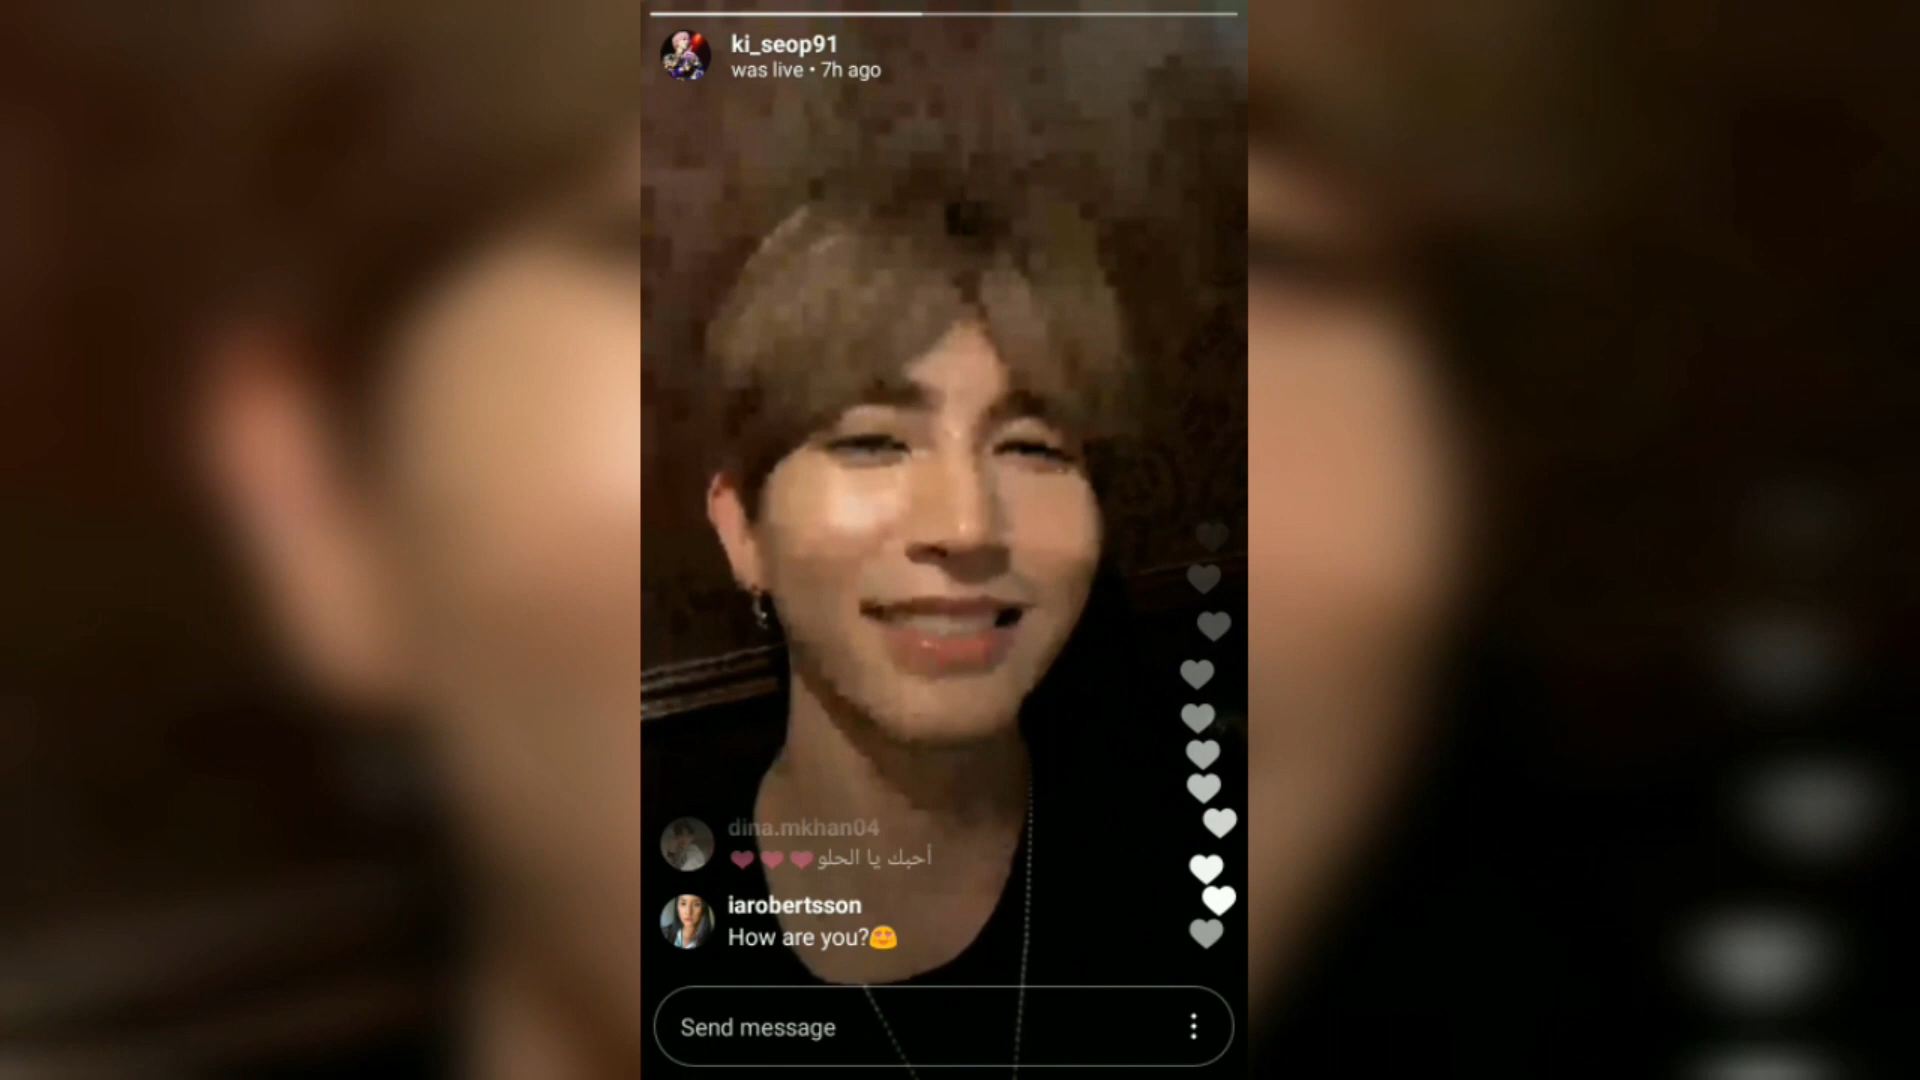 ki_seop91
was live • 7h ago
dina.mkhan04
أحبك يا الحلو❤❤❤
iarobertsson
How are you?😍
Send message